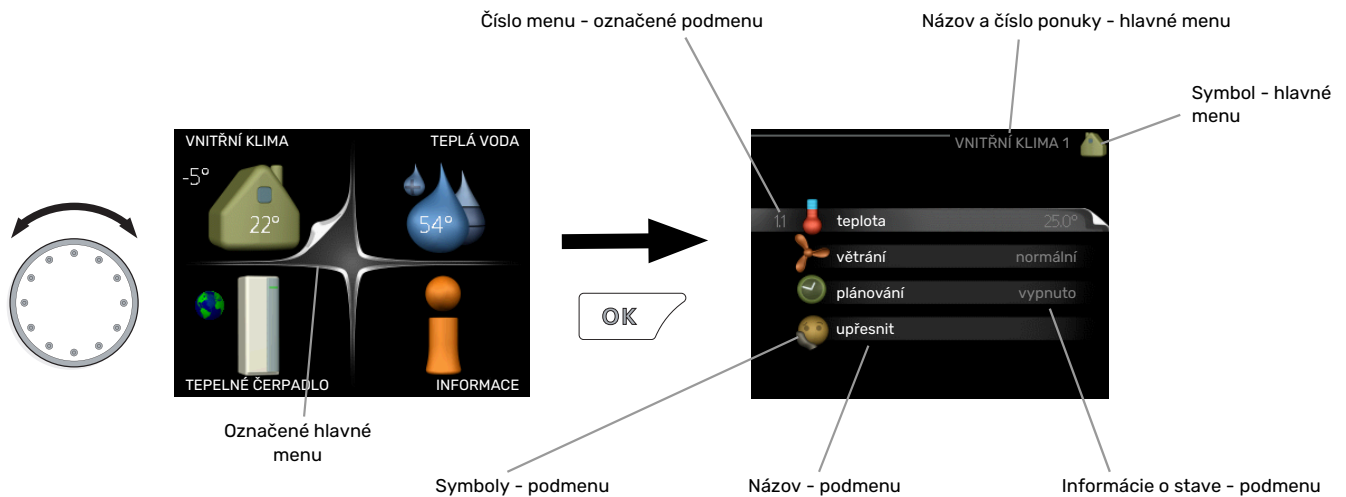 Číslo menu - označené podmenu
Názov a číslo ponuky - hlavné menu
Symbol - hlavné
menu
VNITŘNÍ KLIMA
TEPLÁ VODA
-5°
22°
54°
TEPELNÉ ČERPADLO
INFORMACE
Označené hlavné
menu
OK
VNITŘNÍ KLIMA 1
1.1 teplota 25.0°
větrání normální
plánování vypnuto
upřesnit
Symboly - podmenu
Názov - podmenu
Informácie o stave - podmenu